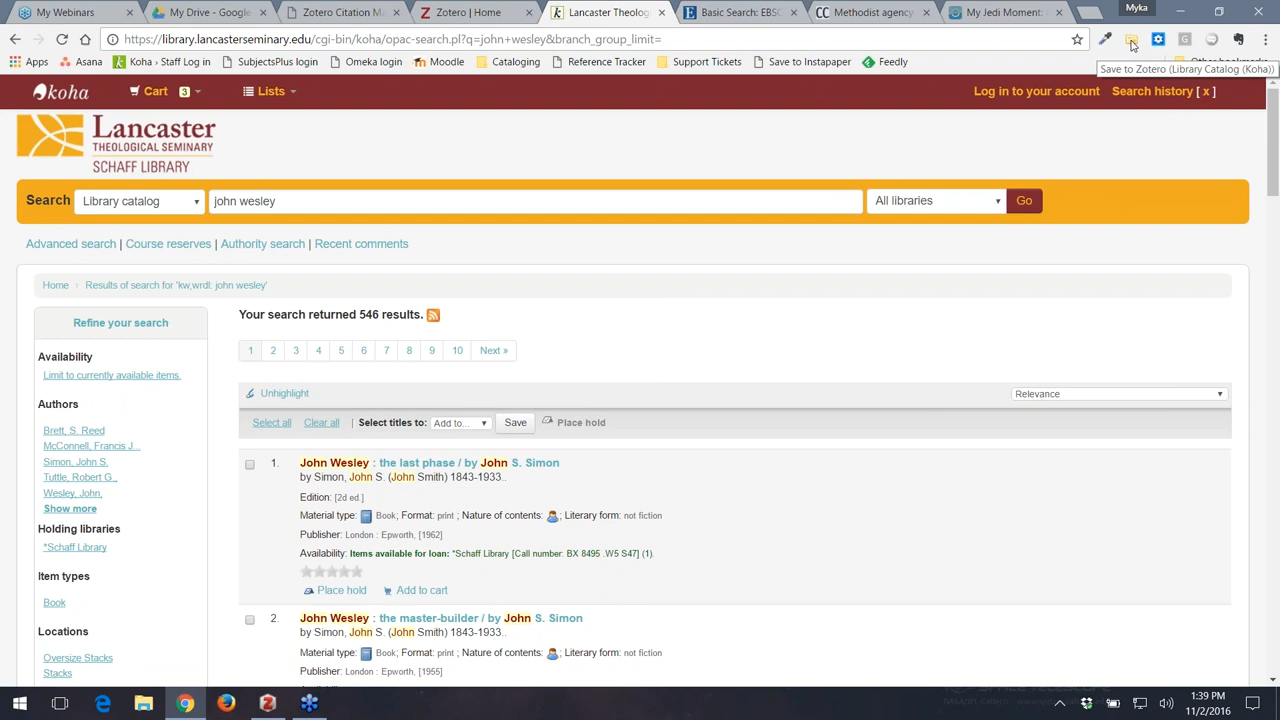 My Webinars
My Drive - Google
Zotero Citation M
Zotero | Home
Lancaster Theolog
Basic Search: EBSC
Methodist agency
My Jedi Moment:
Myka
https://library.lancasterseminary.edu/cgi-bin/koha/opac-search.pl?q=john+wesley&branch_group_limit=
Apps Asana Koha › Staff Log in SubjectsPlus login Omeka login Moodle Cataloging Reference Tracker Support Tickets Save to Instapaper Feedly
Save to Zotero (Library Catalog (Koha))
koha Cart 3 Lists Log in to your account Search history [ x ]
Lancaster
THEOLOGICAL SEMINARY
SCHAFF LIBRARY
Search Library catalog john wesley All libraries Go
Advanced search | Course reserves | Authority search | Recent comments
Home › Results of search for 'kw,wrdl: john wesley'
Refine your search
Availability
Limit to currently available items.
Authors
Brett, S. Reed
McConnell, Francis J...
Simon, John S.
Tuttle, Robert G.,
Wesley, John,
Show more
Holding libraries
*Schaff Library
Item types
Book
Locations
Oversize Stacks
Stacks
Your search returned 546 results.
1 2 3 4 5 6 7 8 9 10 Next »
Unhighlight Relevance
Select all Clear all | Select titles to: Add to... Save Place hold
1. John Wesley : the last phase / by John S. Simon
by Simon, John S. (John Smith) 1843-1933..
Edition: [2d ed.]
Material type: Book; Format: print ; Nature of contents: ; Literary form: not fiction
Publisher: London : Epworth, [1962]
Availability: Items available for loan: *Schaff Library [Call number: BX 8495 .W5 S47] (1).
Place hold Add to cart
2. John Wesley : the master-builder / by John S. Simon
by Simon, John S. (John Smith) 1843-1933..
Material type: Book; Format: print ; Nature of contents: ; Literary form: not fiction
Publisher: London : Epworth, [1955]
1:39 PM
11/2/2016